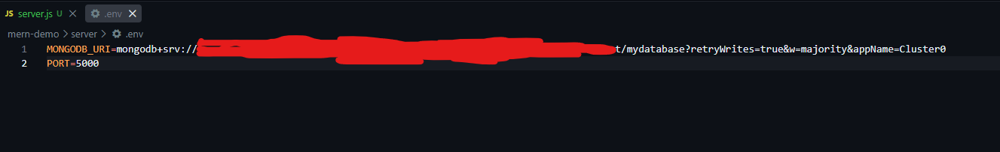 JS server.js U
.env
mern-demo > server > .env
1 MONGODB_URI=mongodb+srv:// t/mydatabase?retryWrites=true&w=majority&appName=Cluster0
2 PORT=5000